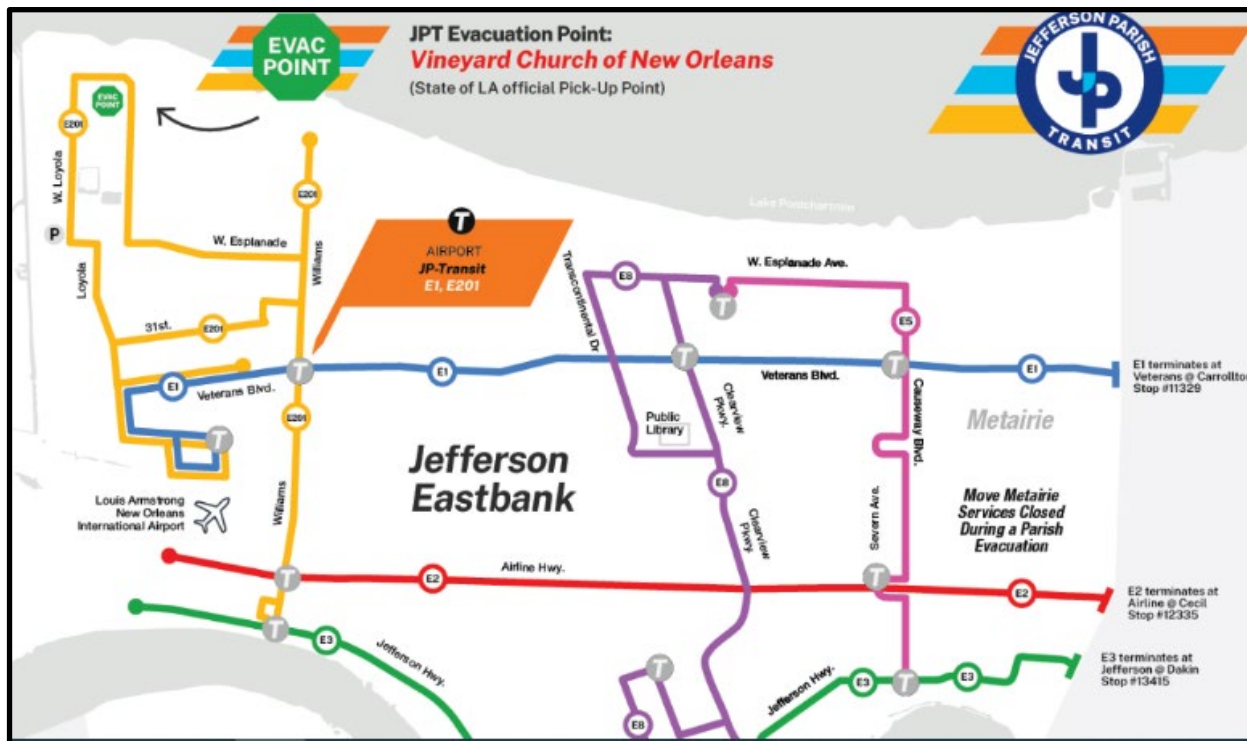 EVAC
POINT
JPT Evacuation Point:
Vineyard Church of New Orleans
(State of LA official Pick-Up Point)
JEFFERSON PARISH
JP
TRANSIT
EVAC
POINT
E201
W. Loyola
P
Loyola
W. Esplanade
E201
Williams
31st.
E201
T
AIRPORT
JP-Transit
E1, E201
Lake Pontchartrain
Transcontinental Dr
E8
W. Esplanade Ave.
T
E5
E1
Veterans Blvd.
T
E201
E1
T
Veterans Blvd.
T
E1
E1 terminates at
Veterans @ Carrollton
Stop #11329
T
Public
Library
Clearview
Pkwy.
Causeway Blvd.
Metairie
Jefferson
Eastbank
E8
Clearview
Pkwy.
Severn Ave.
Move Metairie
Services Closed
During a Parish
Evacuation
Louis Armstrong
New Orleans
International Airport
Williams
T
E2
Airline Hwy.
T
E2
E2 terminates at
Airline @ Cecil
Stop #12335
T
E3
Jefferson Hwy.
T
E8
Jefferson Hwy.
E3
T
E3
E3 terminates at
Jefferson @ Dakin
Stop #13415